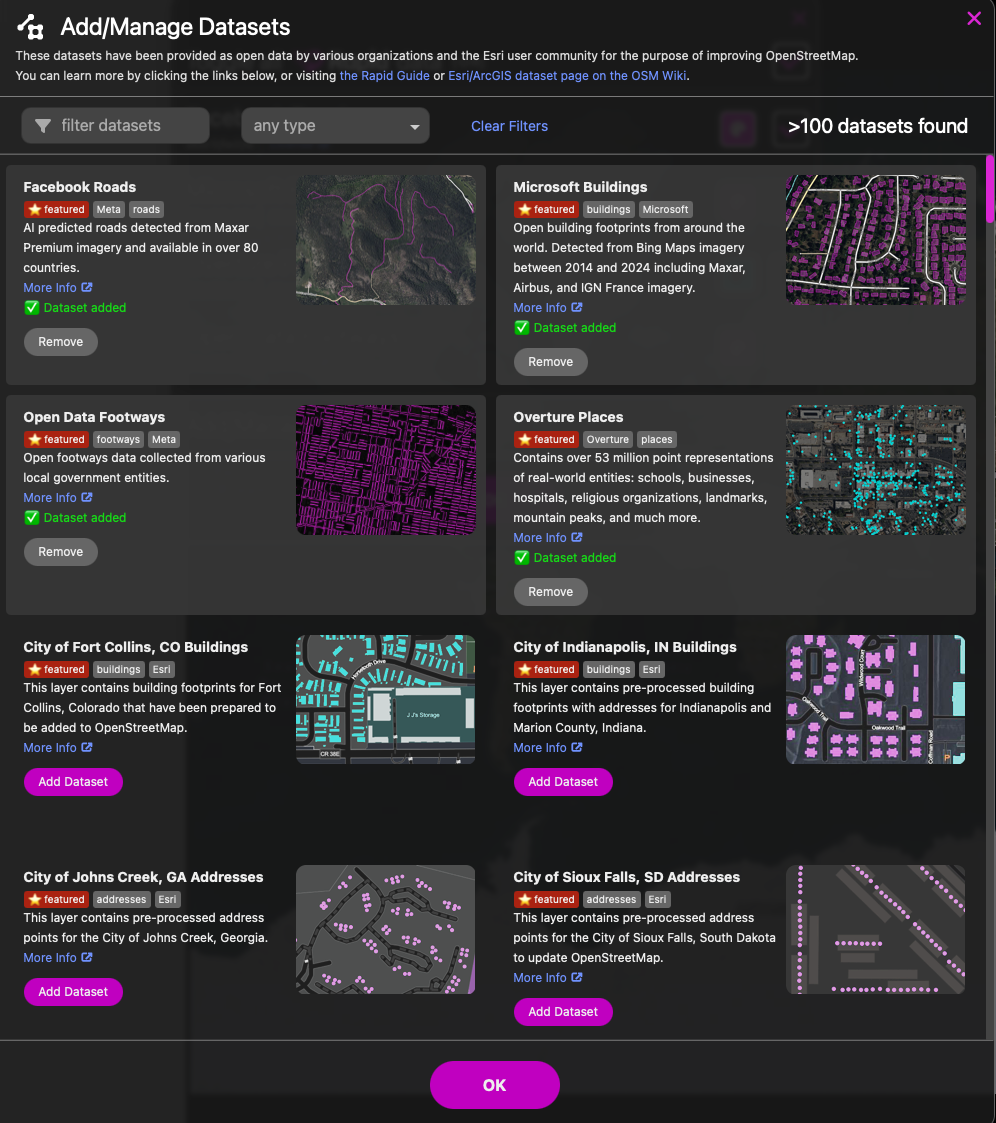 Add/Manage Datasets
These datasets have been provided as open data by various organizations and the Esri user community for the purpose of improving OpenStreetMap.
You can learn more by clicking the links below, or visiting the Rapid Guide or Esri/ArcGIS dataset page on the OSM Wiki.
filter datasets
any type
Clear Filters
>100 datasets found
Facebook Roads
featured Meta roads
AI predicted roads detected from Maxar
Premium imagery and available in over 80
countries.
More Info
Dataset added
Remove
Microsoft Buildings
featured buildings Microsoft
Open building footprints from around the
world. Detected from Bing Maps imagery
between 2014 and 2024 including Maxar,
Airbus, and IGN France imagery.
More Info
Dataset added
Remove
Open Data Footways
featured footways Meta
Open footways data collected from various
local government entities.
More Info
Dataset added
Remove
Overture Places
featured Overture places
Contains over 53 million point representations
of real-world entities: schools, businesses,
hospitals, religious organizations, landmarks,
mountain peaks, and much more.
More Info
Dataset added
Remove
City of Fort Collins, CO Buildings
featured buildings Esri
This layer contains building footprints for Fort
Collins, Colorado that have been prepared to
be added to OpenStreetMap.
More Info
Add Dataset
Horsetooth Drive
J J's Storage
CR 38E
City of Indianapolis, IN Buildings
featured buildings Esri
This layer contains pre-processed building
footprints with addresses for Indianapolis and
Marion County, Indiana.
More Info
Add Dataset
Wildwood Court
Oakwood Trail
Oakwood Trail
Coffman Road
P
City of Johns Creek, GA Addresses
featured addresses Esri
This layer contains pre-processed address
points for the City of Johns Creek, Georgia.
More Info
Add Dataset
City of Sioux Falls, SD Addresses
featured addresses Esri
This layer contains pre-processed address
points for the City of Sioux Falls, South Dakota
to update OpenStreetMap.
More Info
Add Dataset
OK